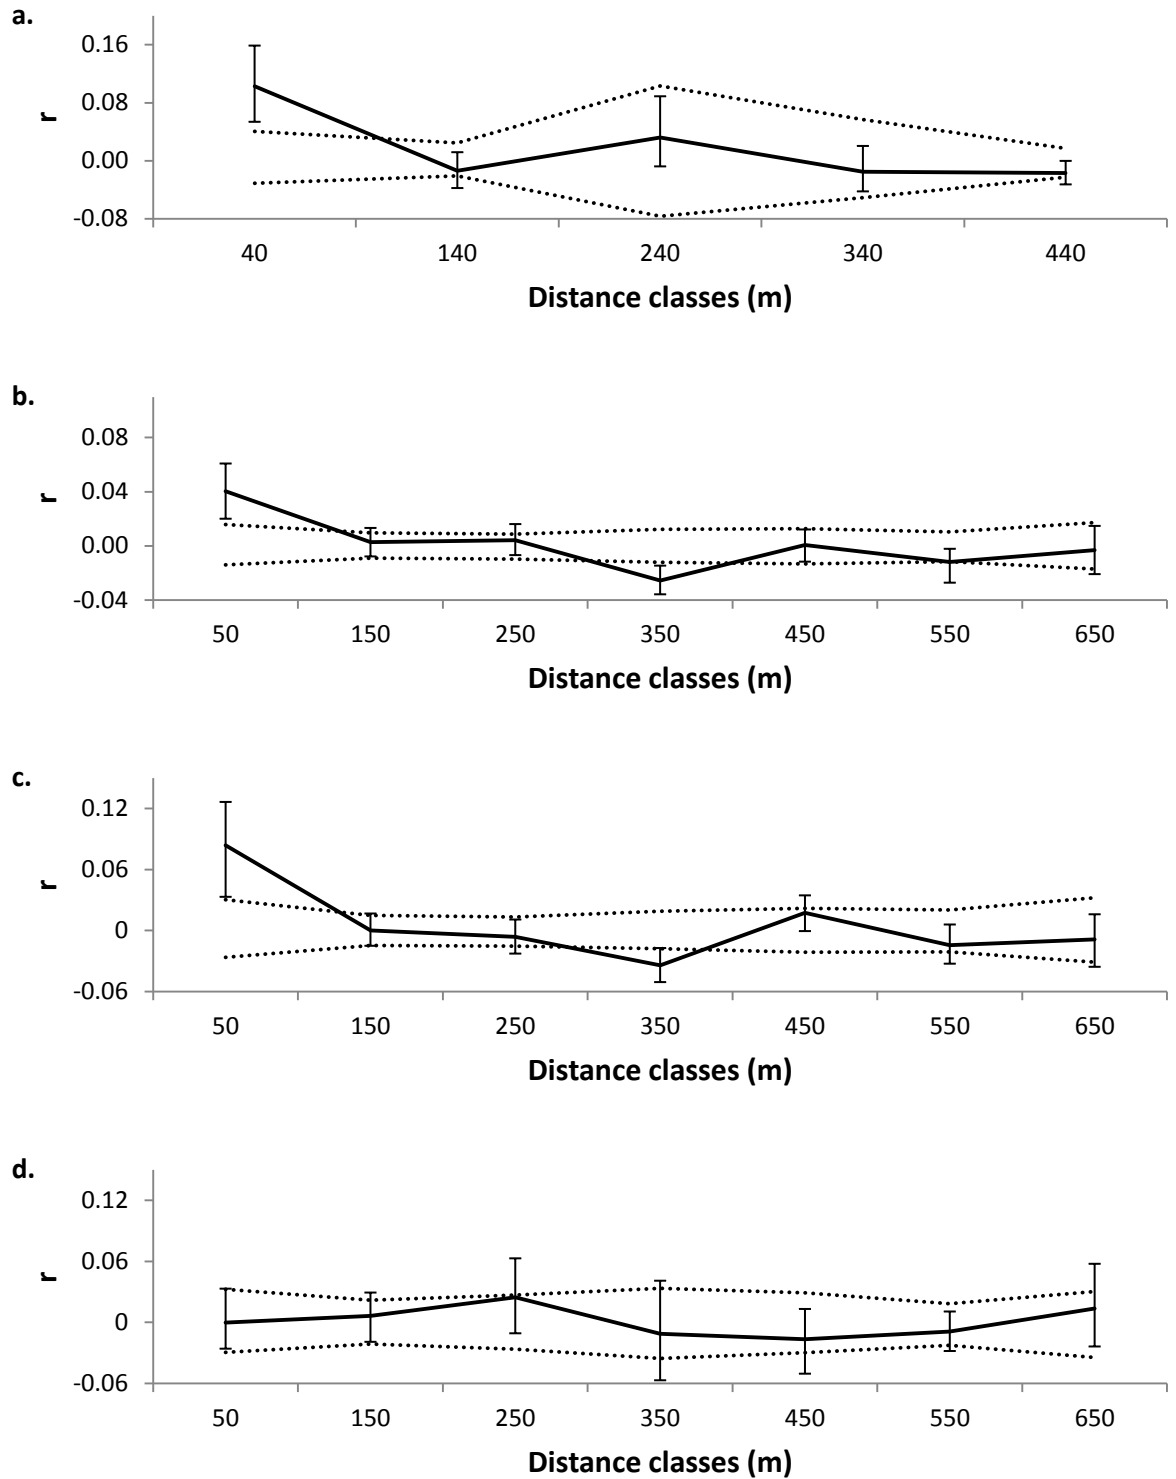 a.
0.16
0.08
0.00
-0.08
r
40 140 240 340 440
Distance classes (m)
b.
0.08
0.04
0.00
-0.04
r
50 150 250 350 450 550 650
Distance classes (m)
c.
0.12
0.06
0
-0.06
r
50 150 250 350 450 550 650
Distance classes (m)
d.
0.12
0.06
0
-0.06
r
50 150 250 350 450 550 650
Distance classes (m)